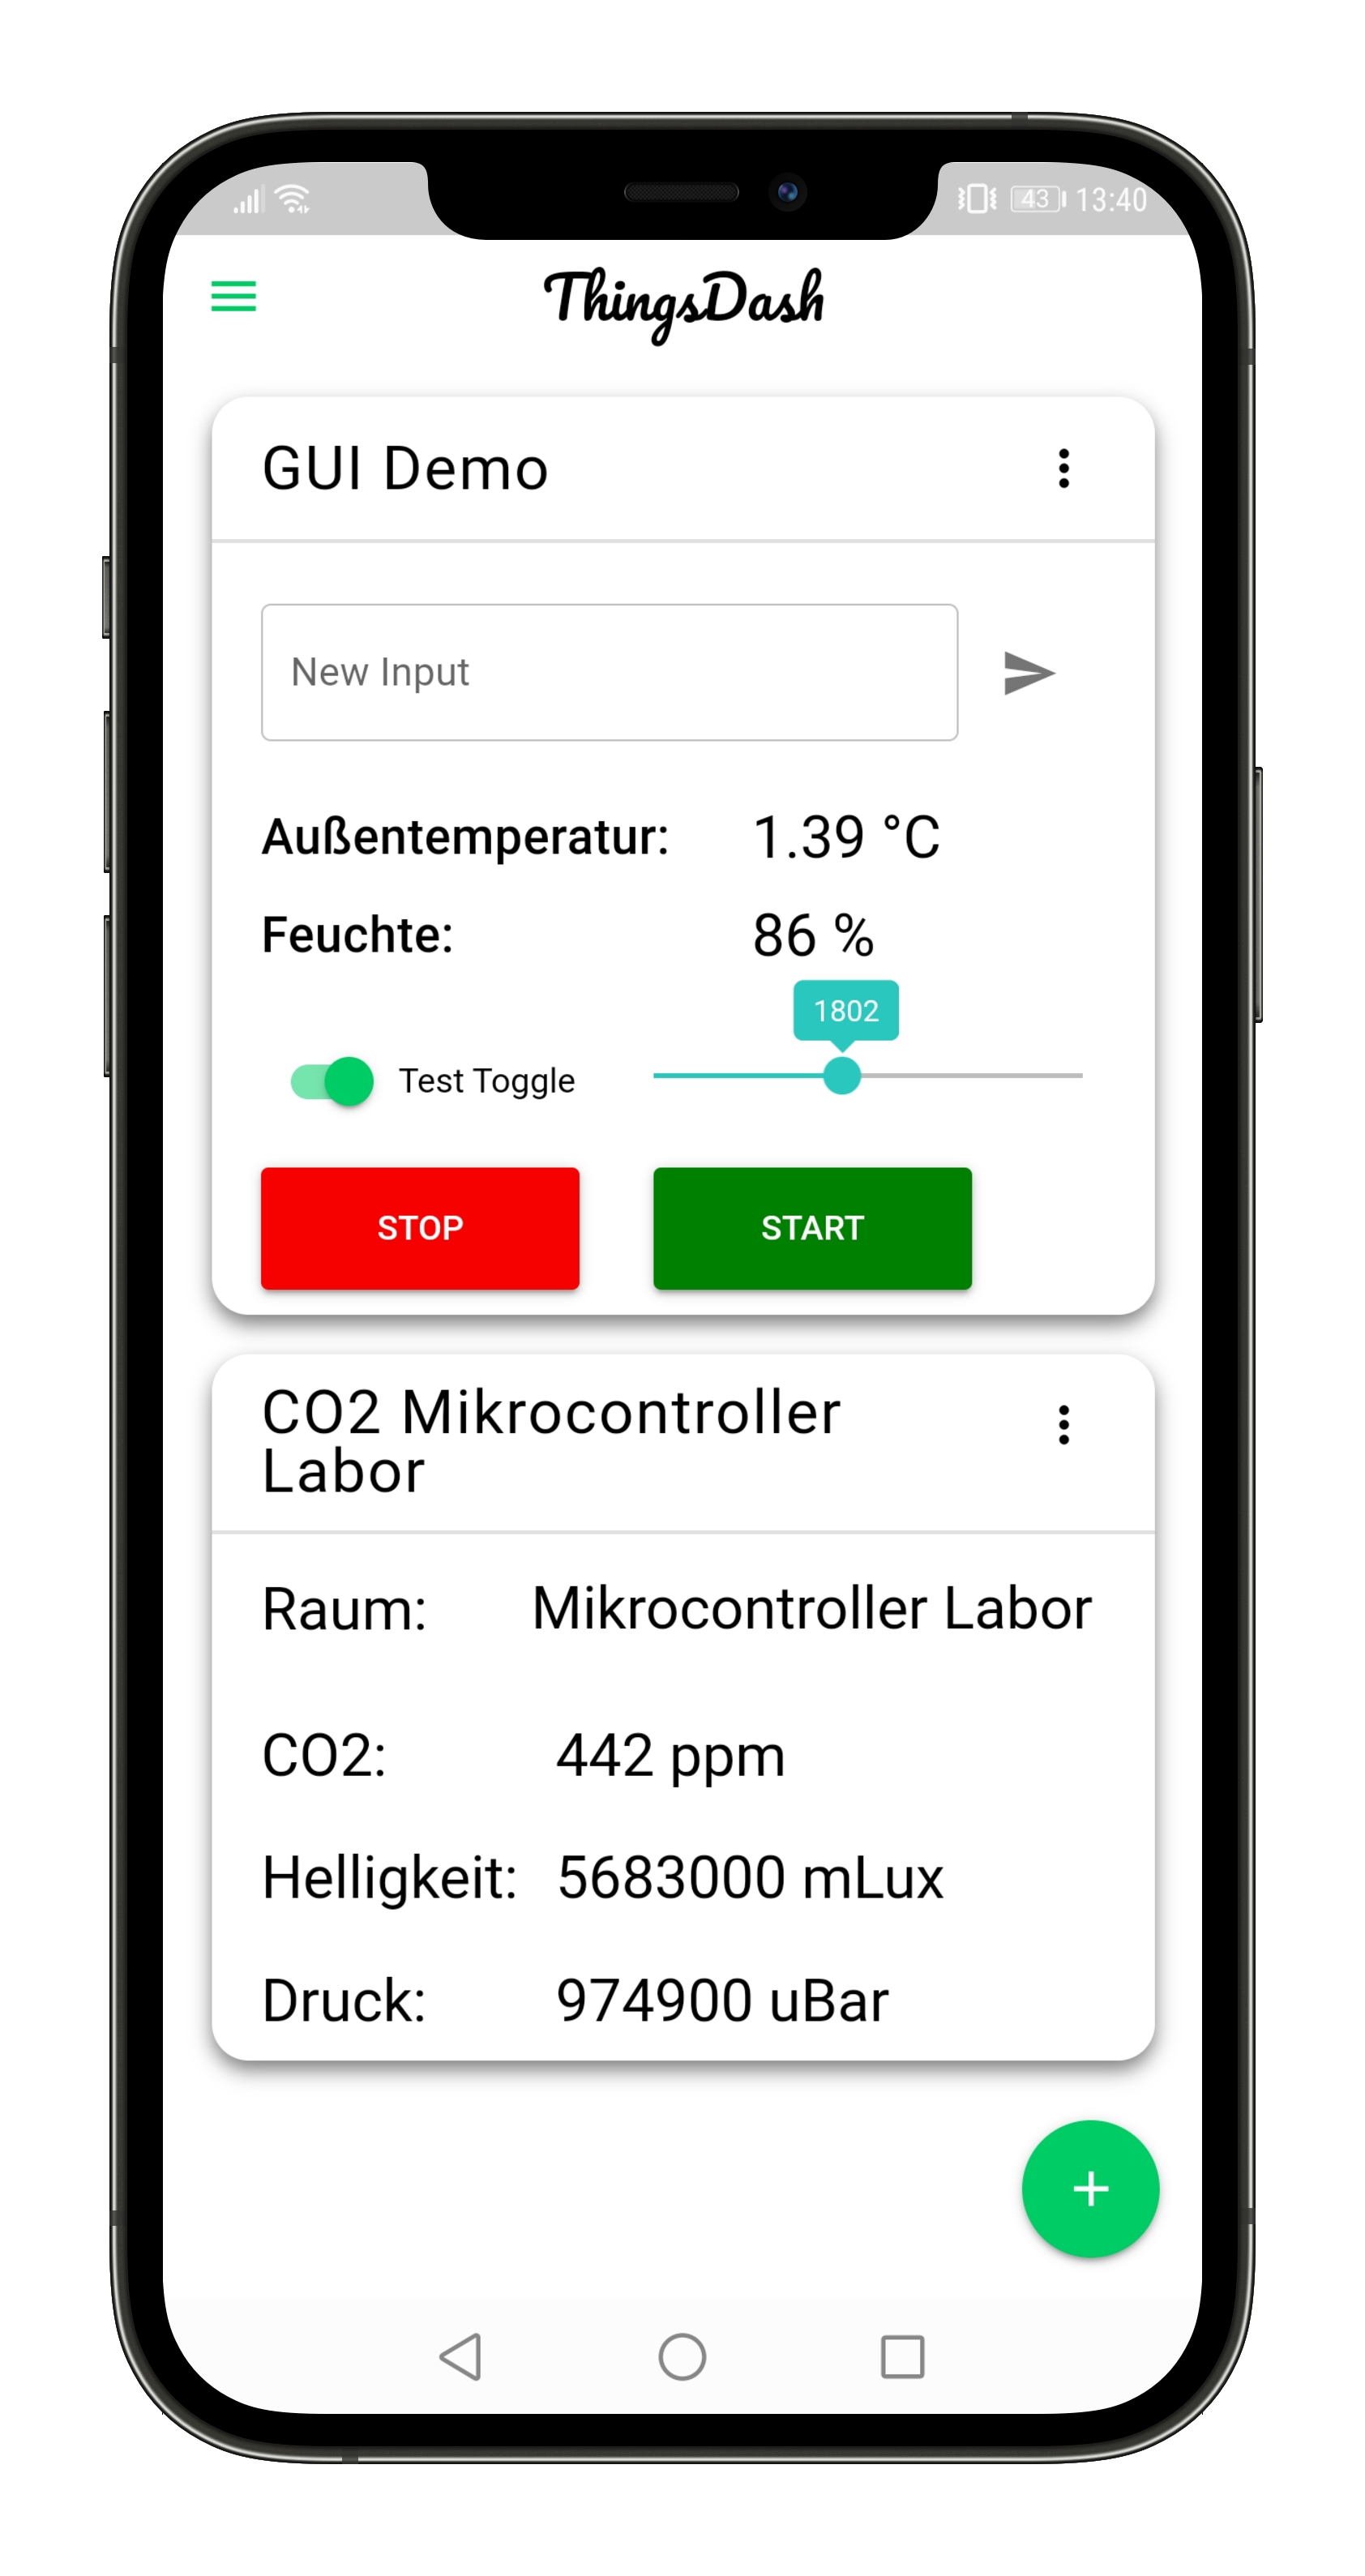 43 13:40
ThingsDash
GUI Demo
New Input
Außentemperatur: 1.39 °C
Feuchte: 86 %
1802
Test Toggle
STOP START
CO2 Mikrocontroller
Labor
Raum: Mikrocontroller Labor
CO2: 442 ppm
Helligkeit: 5683000 mLux
Druck: 974900 uBar